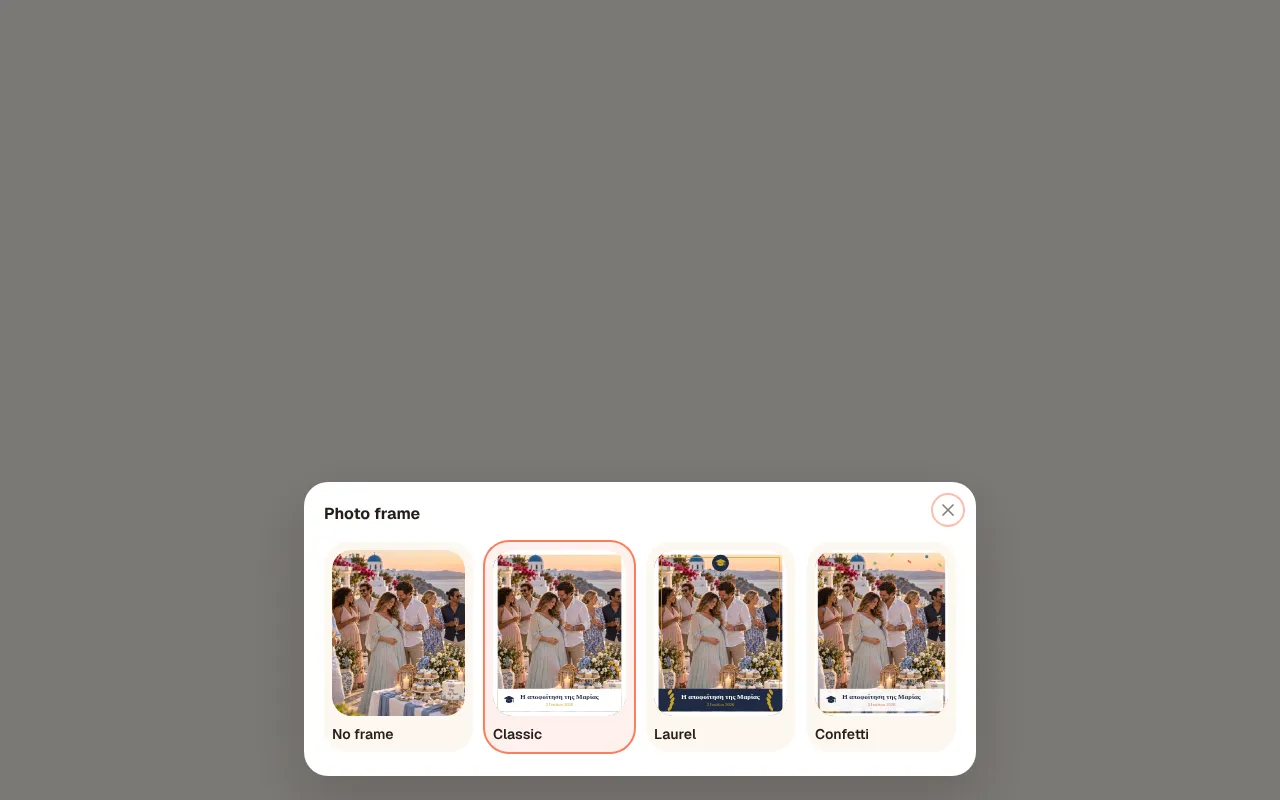 Photo frame
Η αποφοίτηση της Μαρίας
Η αποφοίτηση της Μαρίας
Η αποφοίτηση της Μαρίας
No frame
Classic
Laurel
Confetti